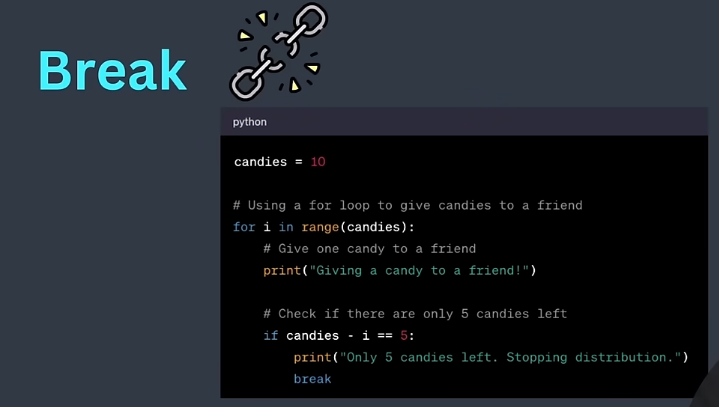 Break
python
candies = 10
# Using a for loop to give candies to a friend
for i in range(candies):
    # Give one candy to a friend
    print("Giving a candy to a friend!")
    # Check if there are only 5 candies left
    if candies - i == 5:
        print("Only 5 candies left. Stopping distribution.")
        break